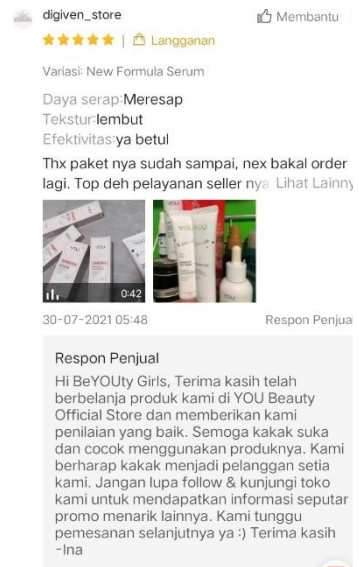 digiven_store
Membantu
Langganan
Variasi: New Formula Serum
Daya serap:Meresap
Tekstur:lembut
Efektivitas:ya betul
Thx paket nya sudah sampai, nex bakal order
lagi. Top deh pelayanan seller nya Lihat Lainny
YOU
0:42
30-07-2021 05:48
Respon Penjual
Respon Penjual
Hi BeYOUty Girls, Terima kasih telah
berbelanja produk kami di YOU Beauty
Official Store dan memberikan kami
penilaian yang baik. Semoga kakak suka
dan cocok menggunakan produknya. Kami
berharap kakak menjadi pelanggan setia
kami. Jangan lupa follow & kunjungi toko
kami untuk mendapatkan informasi seputar
promo menarik lainnya. Kami tunggu
pemesanan selanjutnya ya :) Terima kasih
-Ina